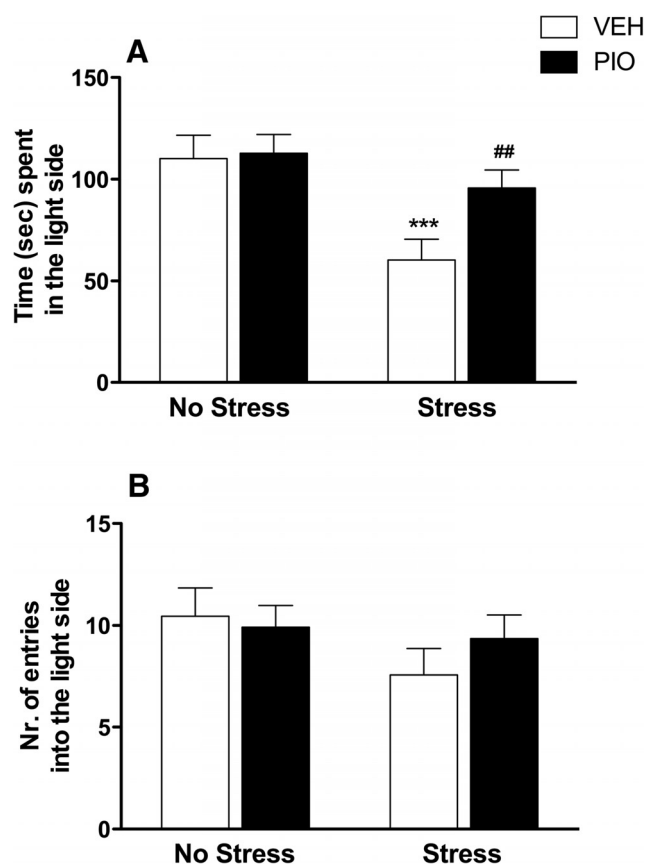 VEH
PIO
A
150
100
50
0
Time (sec) spent
in the light side
***
##
No Stress
Stress
B
15
10
5
0
Nr. of entries
into the light side
No Stress
Stress